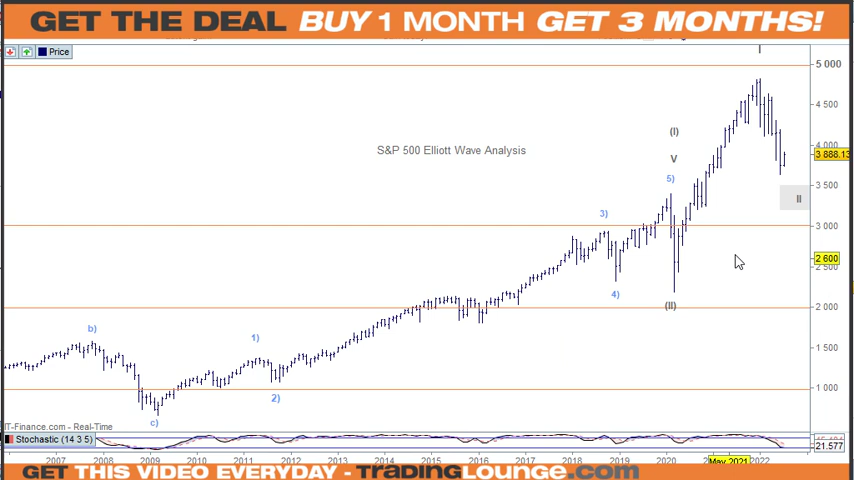 GET THE DEAL BUY 1 MONTH GET 3 MONTHS!
Price
I
5 000
4 500
(I)
4 000
S&P 500 Elliott Wave Analysis
V
3 888.13
5)
3 500
II
3)
3 000
2 600
2 500
4)
(II)
2 000
b)
1)
1 500
2)
1 000
c)
IT-Finance.com - Real-Time
Stochastic (14 3 5)
21.577
2007 2008 2009 2010 2011 2012 2013 2014 2015 2016 2017 2018 2019 2020 May 2021 2022
GET THIS VIDEO EVERYDAY - TRADINGLOUNGE.com